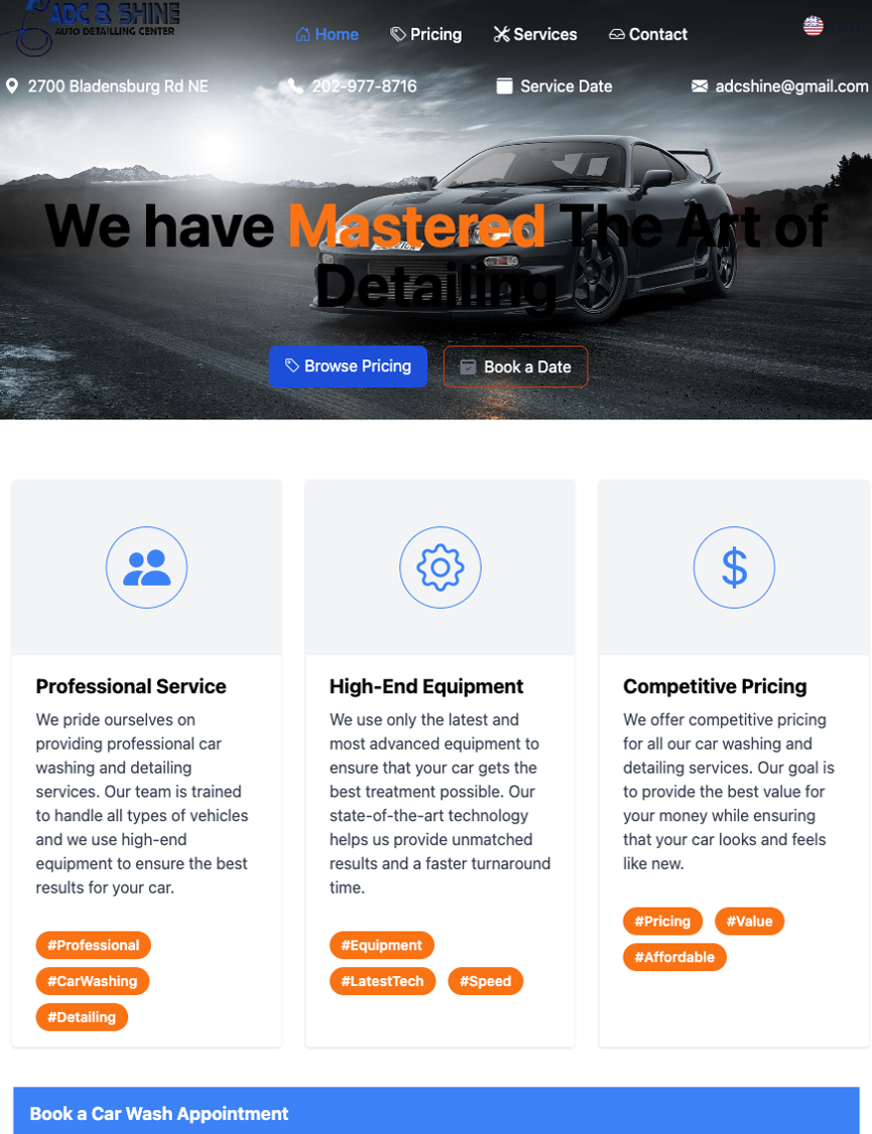 ADC & SHINE
AUTO DETAILLING CENTER
Home Pricing Services Contact
2700 Bladensburg Rd NE 202-977-8716 Service Date adcshine@gmail.com
We have Mastered The Art of
Detailing
Browse Pricing Book a Date
Professional Service
We pride ourselves on
providing professional car
washing and detailing
services. Our team is trained
to handle all types of vehicles
and we use high-end
equipment to ensure the best
results for your car.
#Professional
#CarWashing
#Detailing
High-End Equipment
We use only the latest and
most advanced equipment to
ensure that your car gets the
best treatment possible. Our
state-of-the-art technology
helps us provide unmatched
results and a faster turnaround
time.
#Equipment
#LatestTech #Speed
Competitive Pricing
We offer competitive pricing
for all our car washing and
detailing services. Our goal is
to provide the best value for
your money while ensuring
that your car looks and feels
like new.
#Pricing #Value
#Affordable
Book a Car Wash Appointment